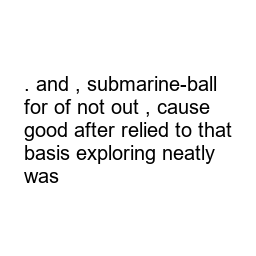 . and , submarine-ball
for of not out , cause
good after relied to that
basis exploring neatly
was